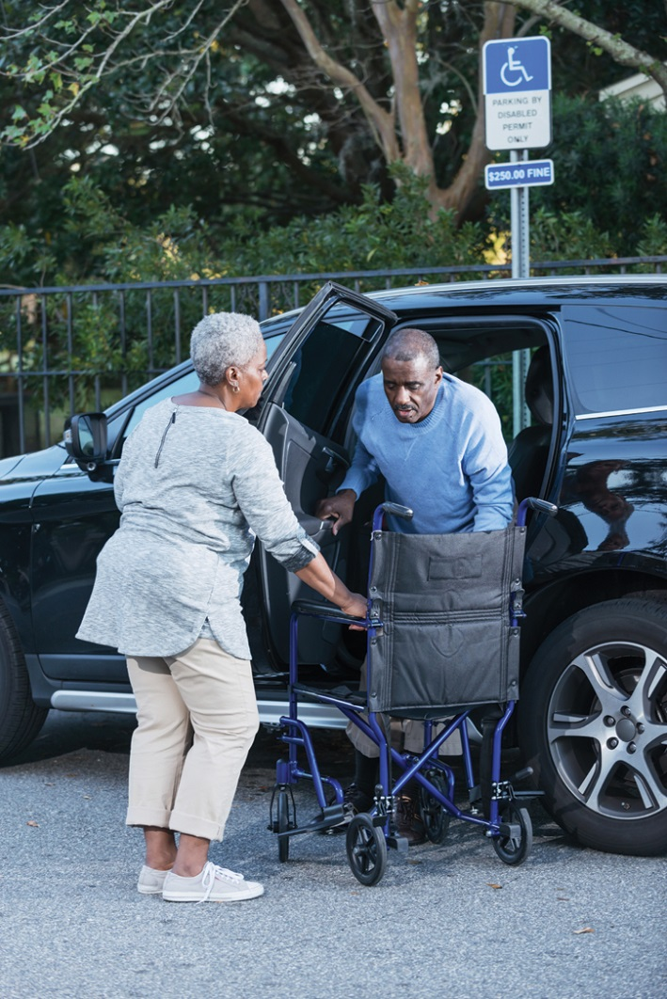 PARKING BY
DISABLED
PERMIT
ONLY
$250.00 FINE